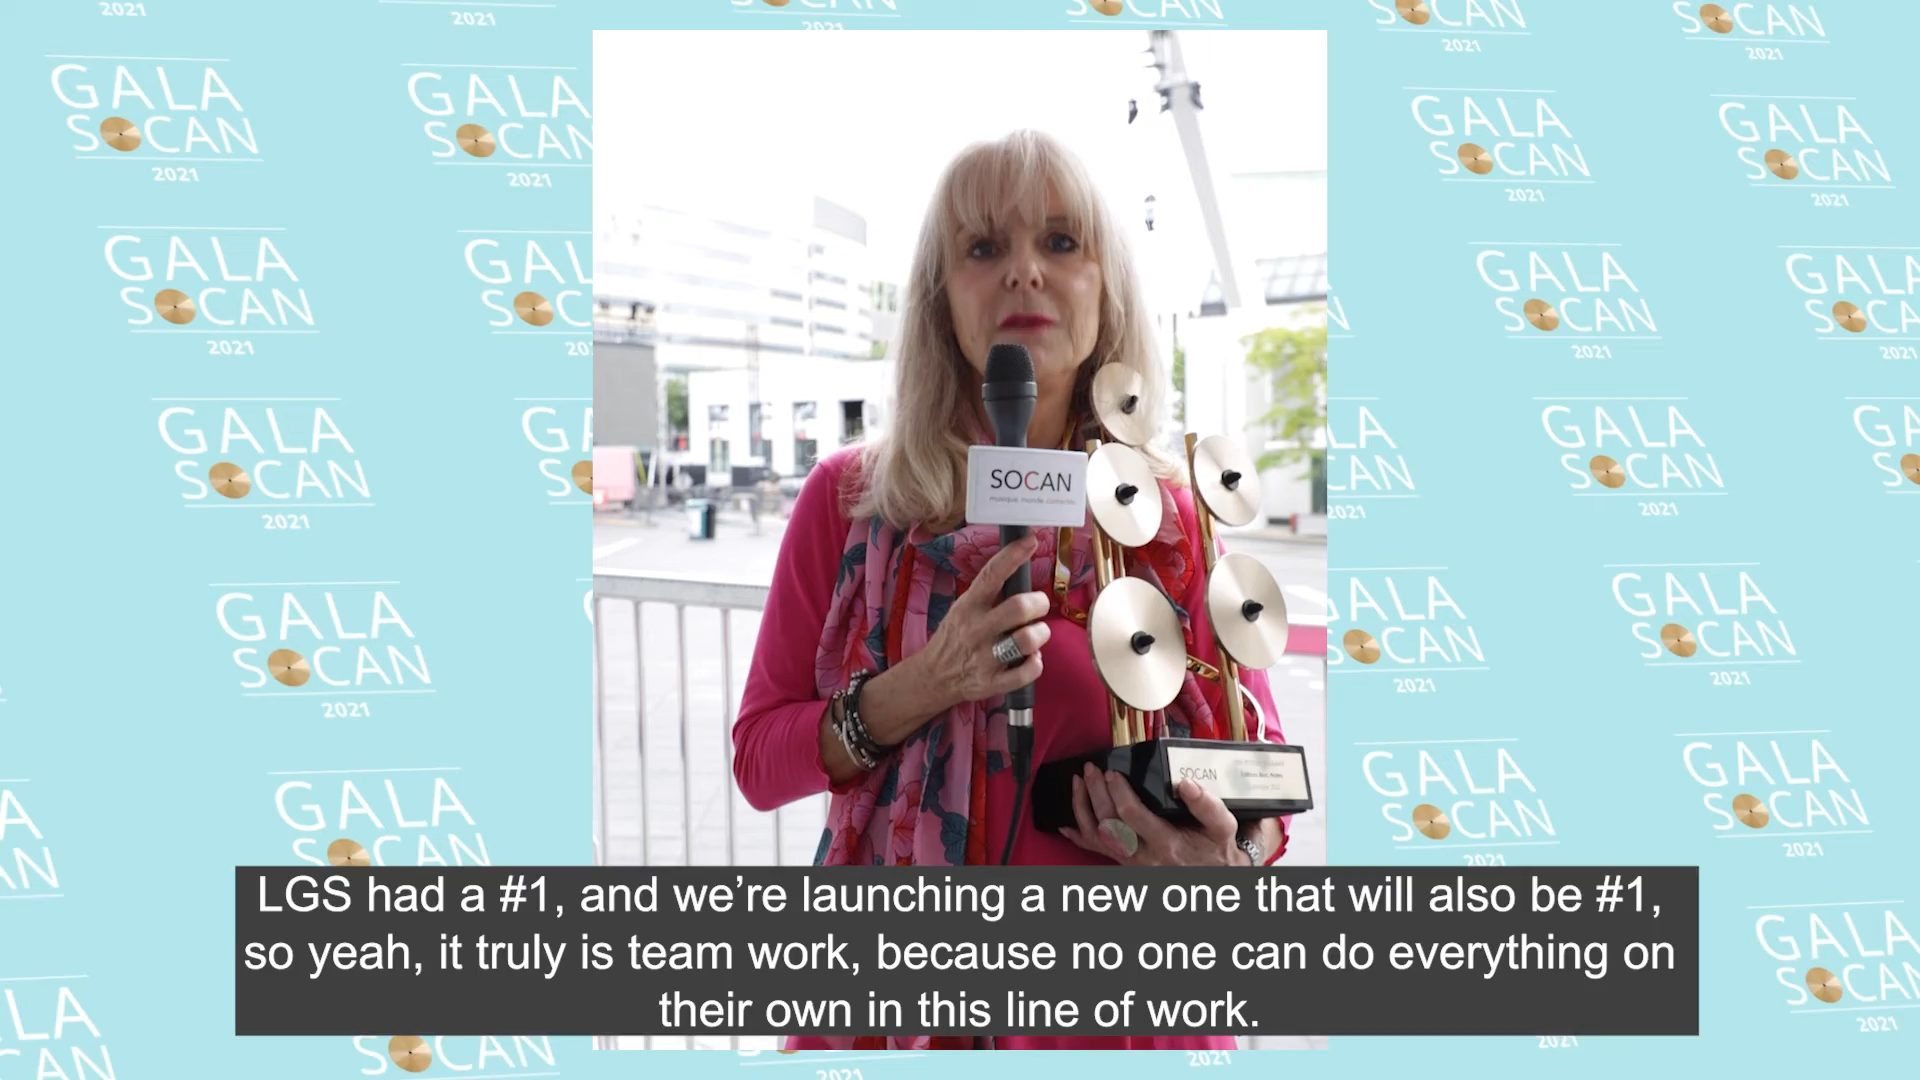 GALA
SOCAN
2021
SOCAN
musique. monde. connectés.
SOCAN
LGS had a #1, and we’re launching a new one that will also be #1,
so yeah, it truly is team work, because no one can do everything on
their own in this line of work.